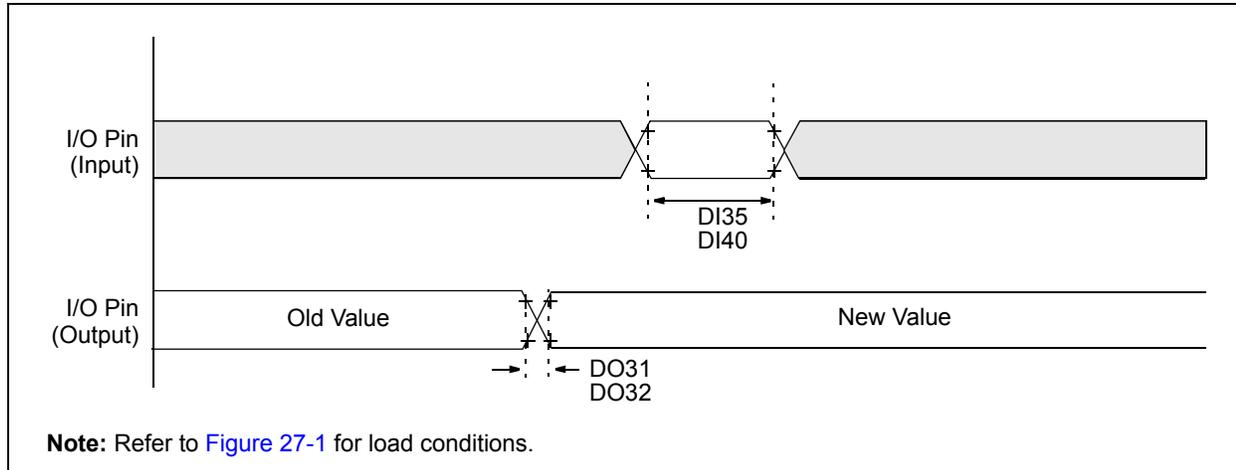 I/O Pin
(Input)
DI35
DI40
I/O Pin
(Output)
Old Value
New Value
DO31
DO32
Note: Refer to Figure 27-1 for load conditions.